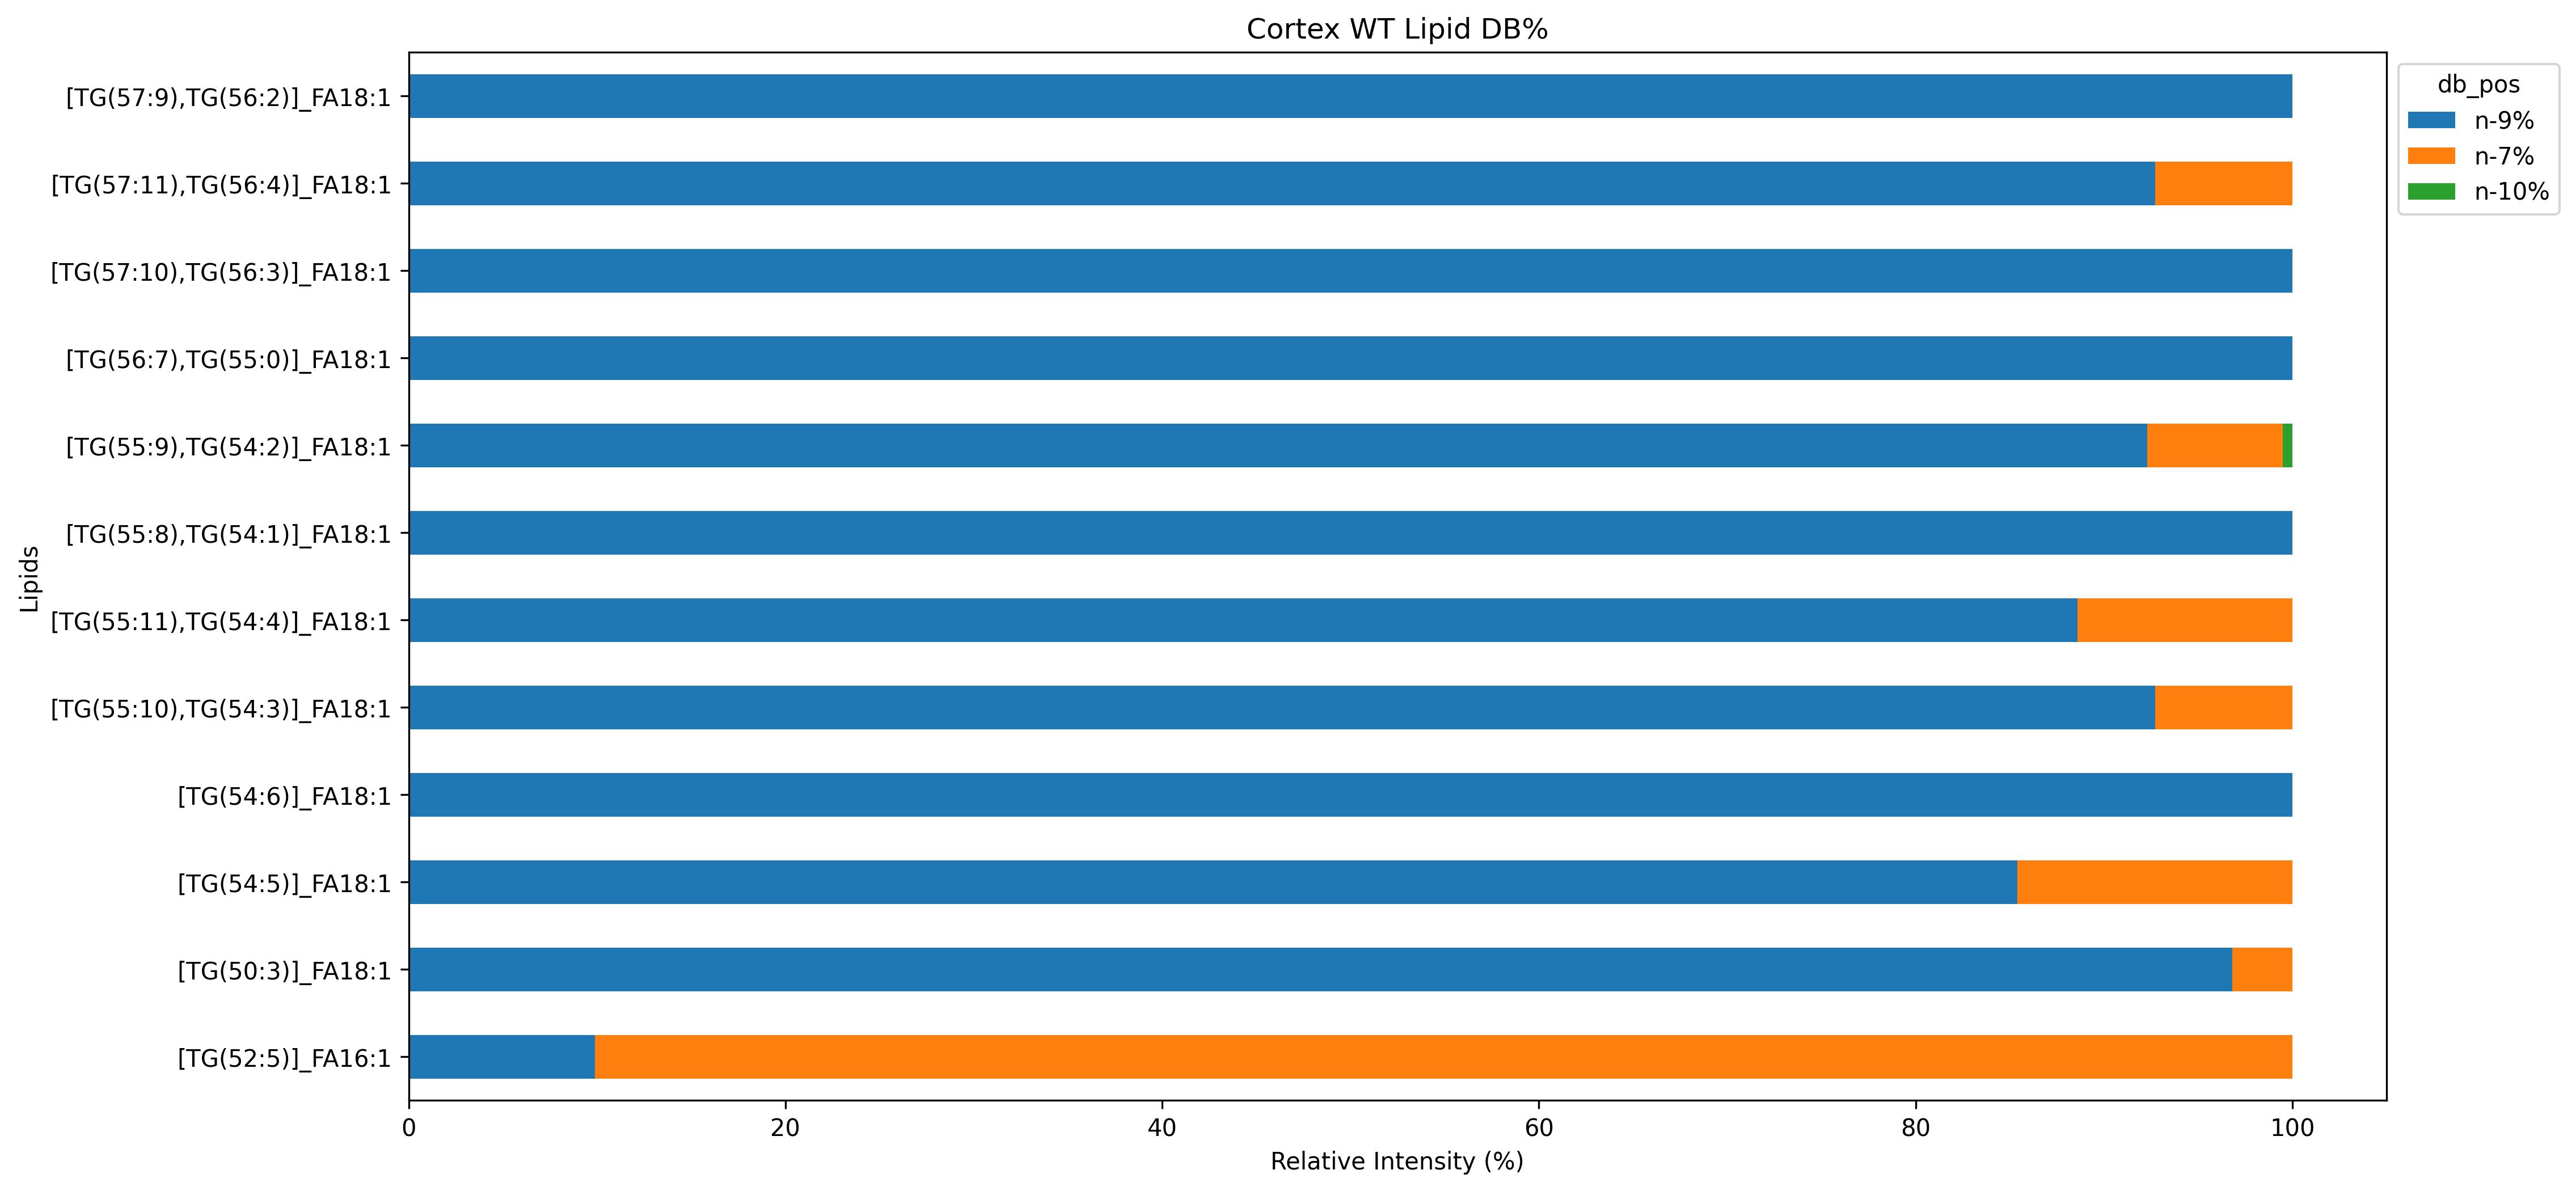 Cortex WT Lipid DB%
Lipids
[TG(57:9),TG(56:2)]_FA18:1
[TG(57:11),TG(56:4)]_FA18:1
[TG(57:10),TG(56:3)]_FA18:1
[TG(56:7),TG(55:0)]_FA18:1
[TG(55:9),TG(54:2)]_FA18:1
[TG(55:8),TG(54:1)]_FA18:1
[TG(55:11),TG(54:4)]_FA18:1
[TG(55:10),TG(54:3)]_FA18:1
[TG(54:6)]_FA18:1
[TG(54:5)]_FA18:1
[TG(50:3)]_FA18:1
[TG(52:5)]_FA16:1
0 20 40 60 80 100
Relative Intensity (%)
db_pos
n-9%
n-7%
n-10%